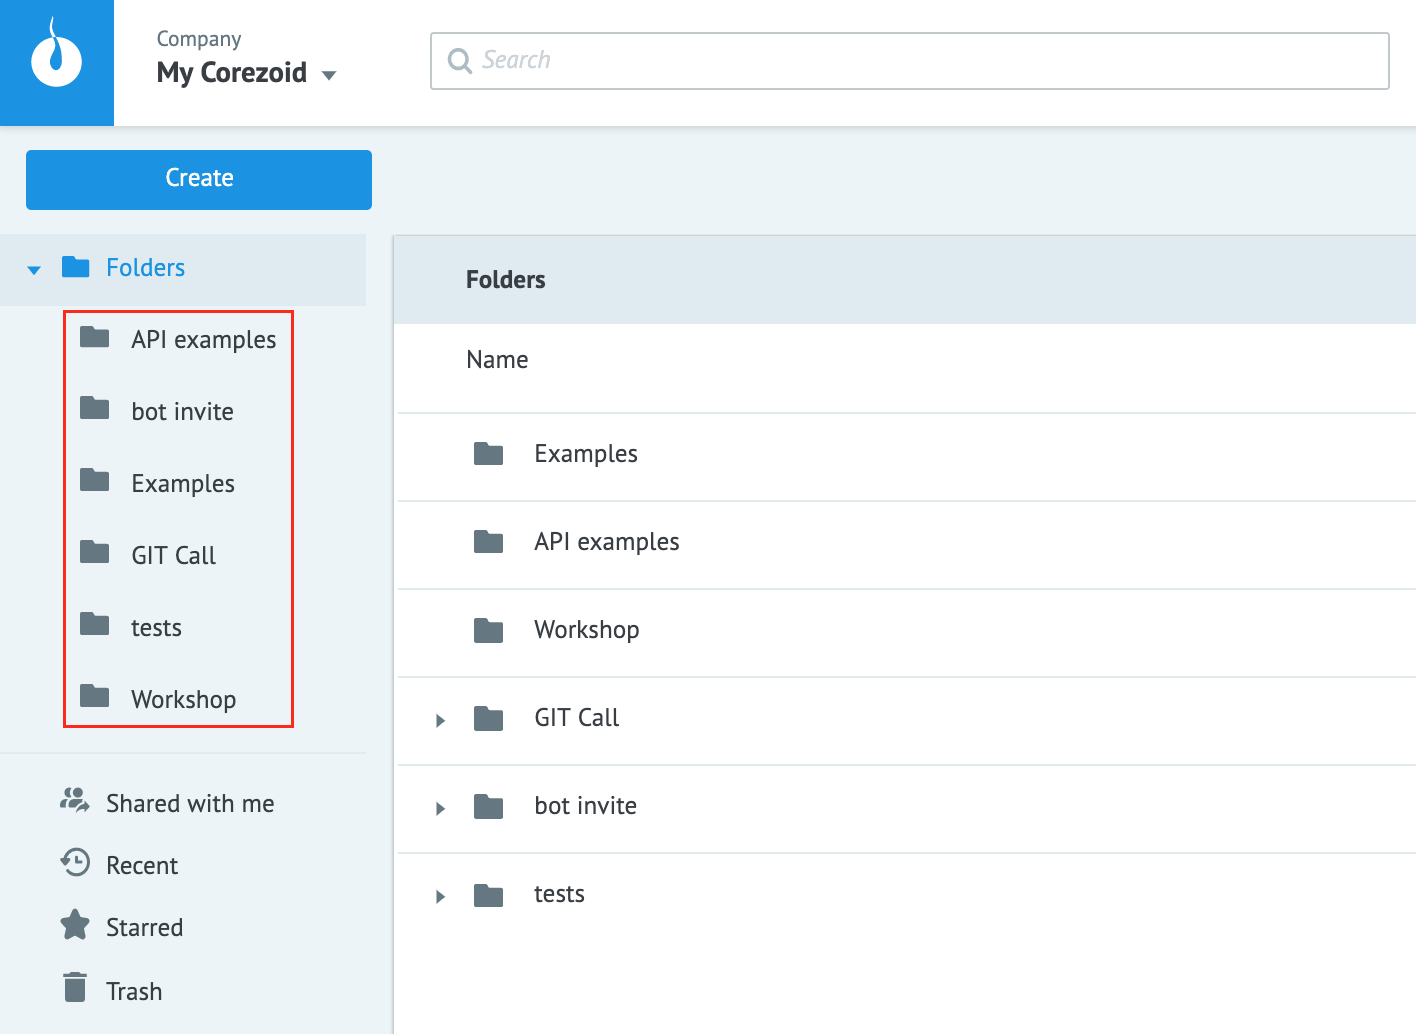 Company
My Corezoid
Search
Create
Folders
API examples
bot invite
Examples
GIT Call
tests
Workshop
Shared with me
Recent
Starred
Trash
Folders
Name
Examples
API examples
Workshop
GIT Call
bot invite
tests